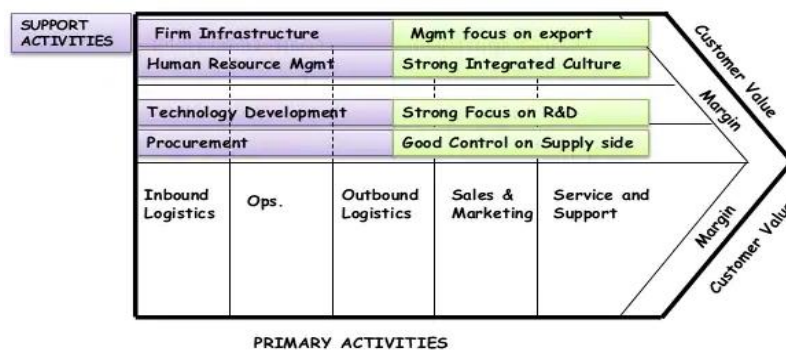 SUPPORT
ACTIVITIES
Firm Infrastructure
Mgmt focus on export
Human Resource Mgmt
Strong Integrated Culture
Technology Development
Strong Focus on R&D
Procurement
Good Control on Supply side
Customer Value
Margin
Inbound
Logistics
Ops.
Outbound
Logistics
Sales &
Marketing
Service and
Support
Margin
Customer Value
PRIMARY ACTIVITIES